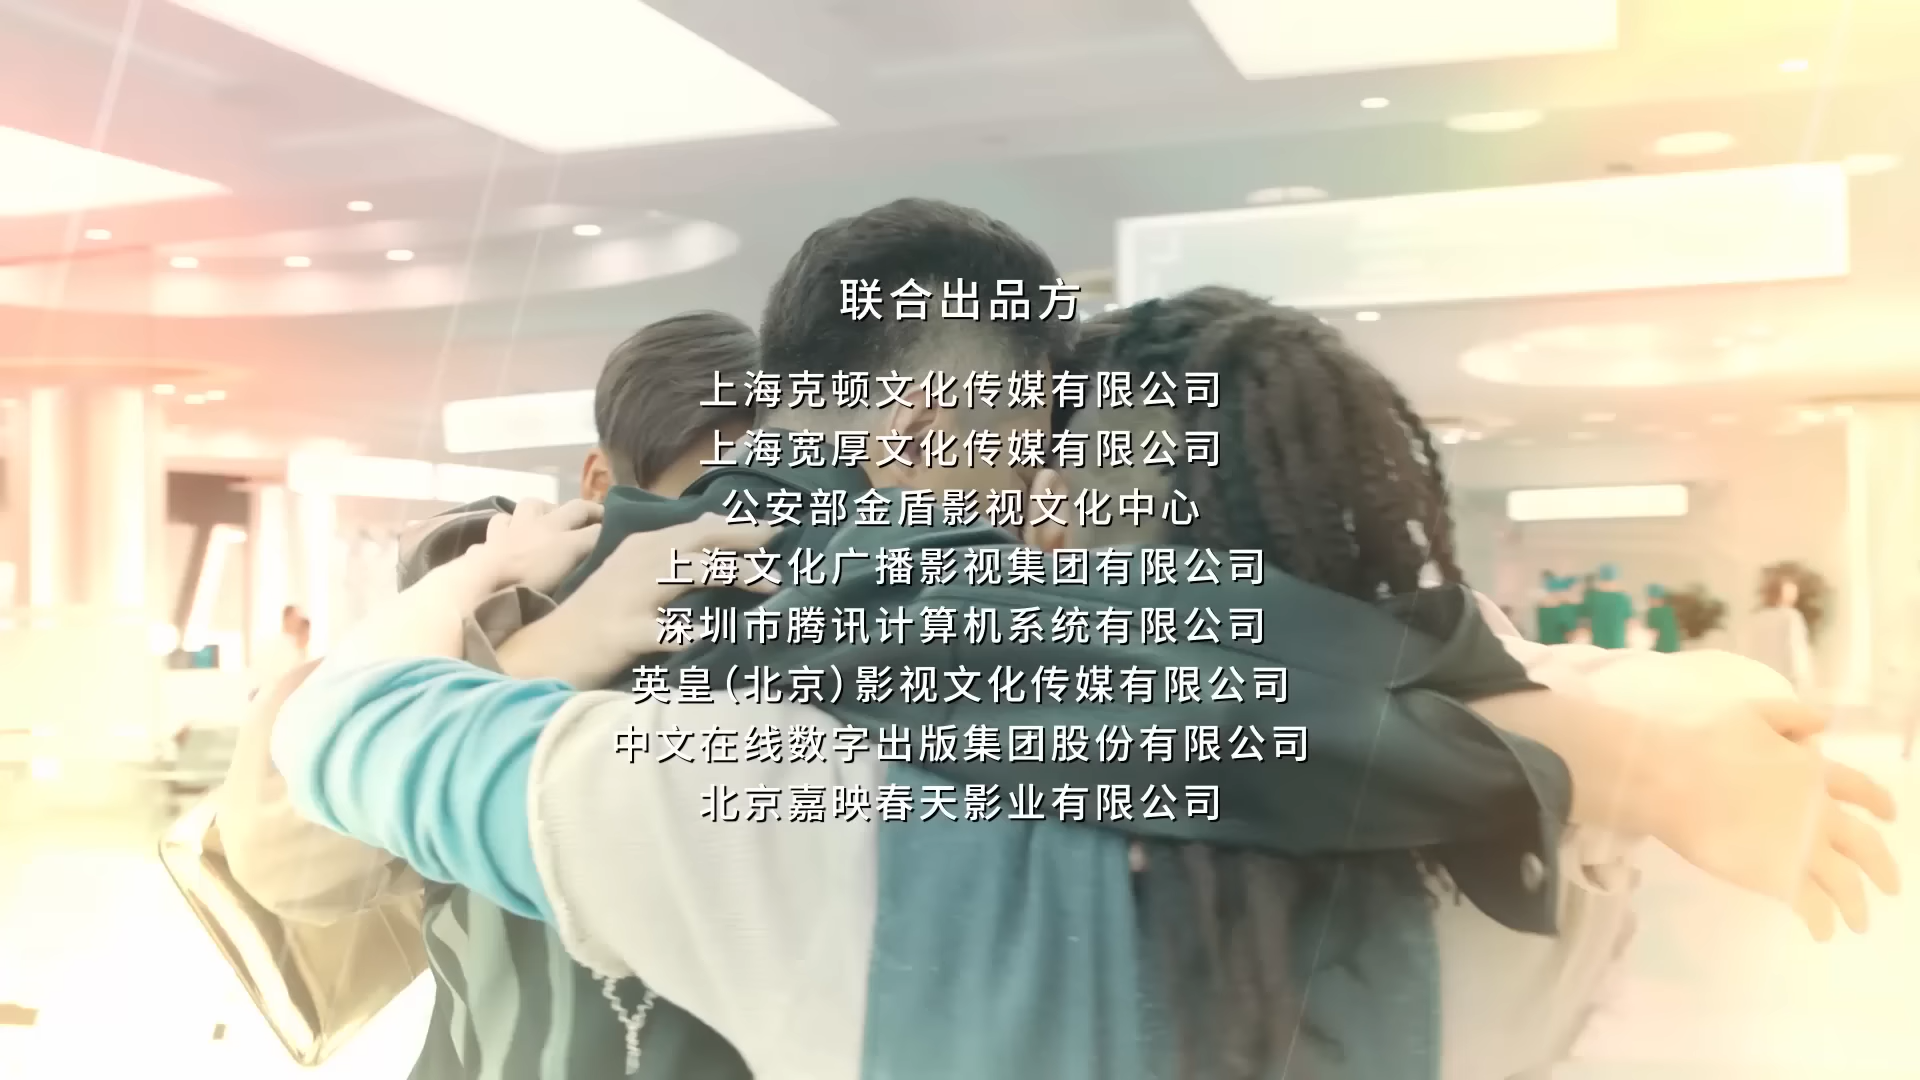 联合出品方
上海克顿文化传媒有限公司
上海宽厚文化传媒有限公司
公安部金盾影视文化中心
上海文化广播影视集团有限公司
深圳市腾讯计算机系统有限公司
英皇(北京)影视文化传媒有限公司
中文在线数字出版集团股份有限公司
北京嘉映春天影业有限公司